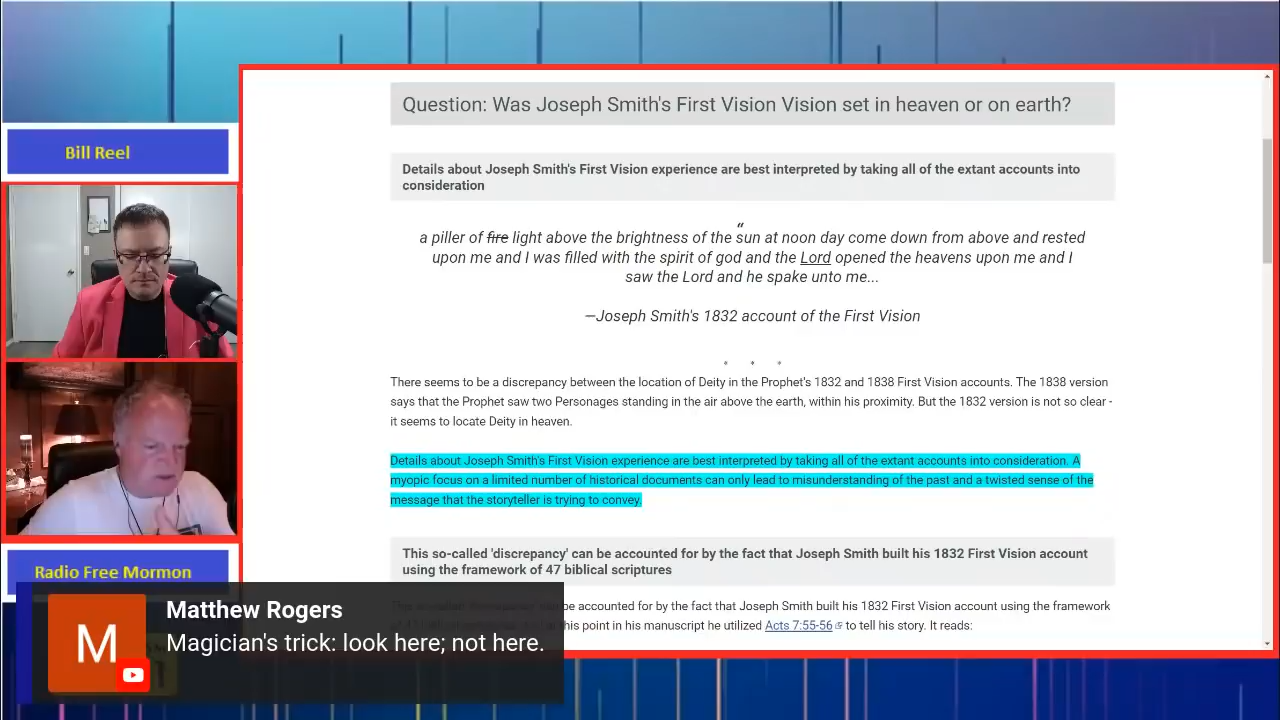 Bill Reel
Radio Free Mormon
Question: Was Joseph Smith's First Vision Vision set in heaven or on earth?
Details about Joseph Smith's First Vision experience are best interpreted by taking all of the extant accounts into
consideration
“
a piller of fire light above the brightness of the sun at noon day come down from above and rested
upon me and I was filled with the spirit of god and the Lord opened the heavens upon me and I
saw the Lord and he spake unto me...
—Joseph Smith's 1832 account of the First Vision
* * *
There seems to be a discrepancy between the location of Deity in the Prophet's 1832 and 1838 First Vision accounts. The 1838 version
says that the Prophet saw two Personages standing in the air above the earth, within his proximity. But the 1832 version is not so clear -
it seems to locate Deity in heaven.
Details about Joseph Smith's First Vision experience are best interpreted by taking all of the extant accounts into consideration. A
myopic focus on a limited number of historical documents can only lead to misunderstanding of the past and a twisted sense of the
message that the storyteller is trying to convey.
This so-called 'discrepancy' can be accounted for by the fact that Joseph Smith built his 1832 First Vision account
using the framework of 47 biblical scriptures
be accounted for by the fact that Joseph Smith built his 1832 First Vision account using the framework
this point in his manuscript he utilized Acts 7:55-56 to tell his story. It reads:
M
Matthew Rogers
Magician's trick: look here; not here.